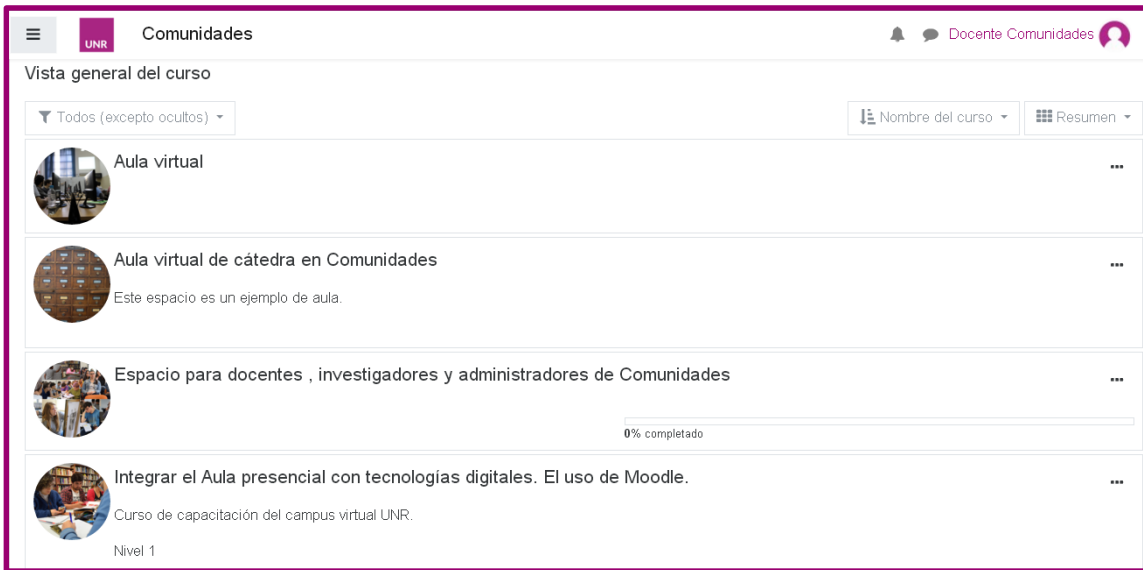 UNR
Comunidades
Docente Comunidades
Vista general del curso
Todos (excepto ocultos)
Nombre del curso
Resumen
Aula virtual
Aula virtual de cátedra en Comunidades
Este espacio es un ejemplo de aula.
Espacio para docentes , investigadores y administradores de Comunidades
0% completado
Integrar el Aula presencial con tecnologías digitales. El uso de Moodle.
Curso de capacitación del campus virtual UNR.
Nivel 1